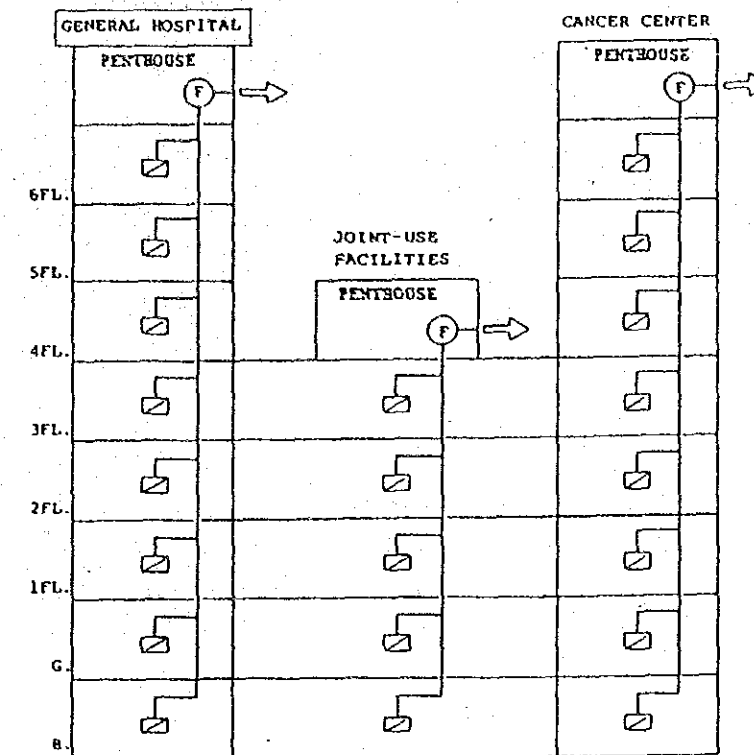 GENERAL HOSPITAL
PENTHOUSE
F
CANCER CENTER
PENTHOUSE
F
JOINT-USE
FACILITIES
PENTHOUSE
F
6FL.
5FL.
4FL.
3FL.
2FL.
1FL.
G.
B.